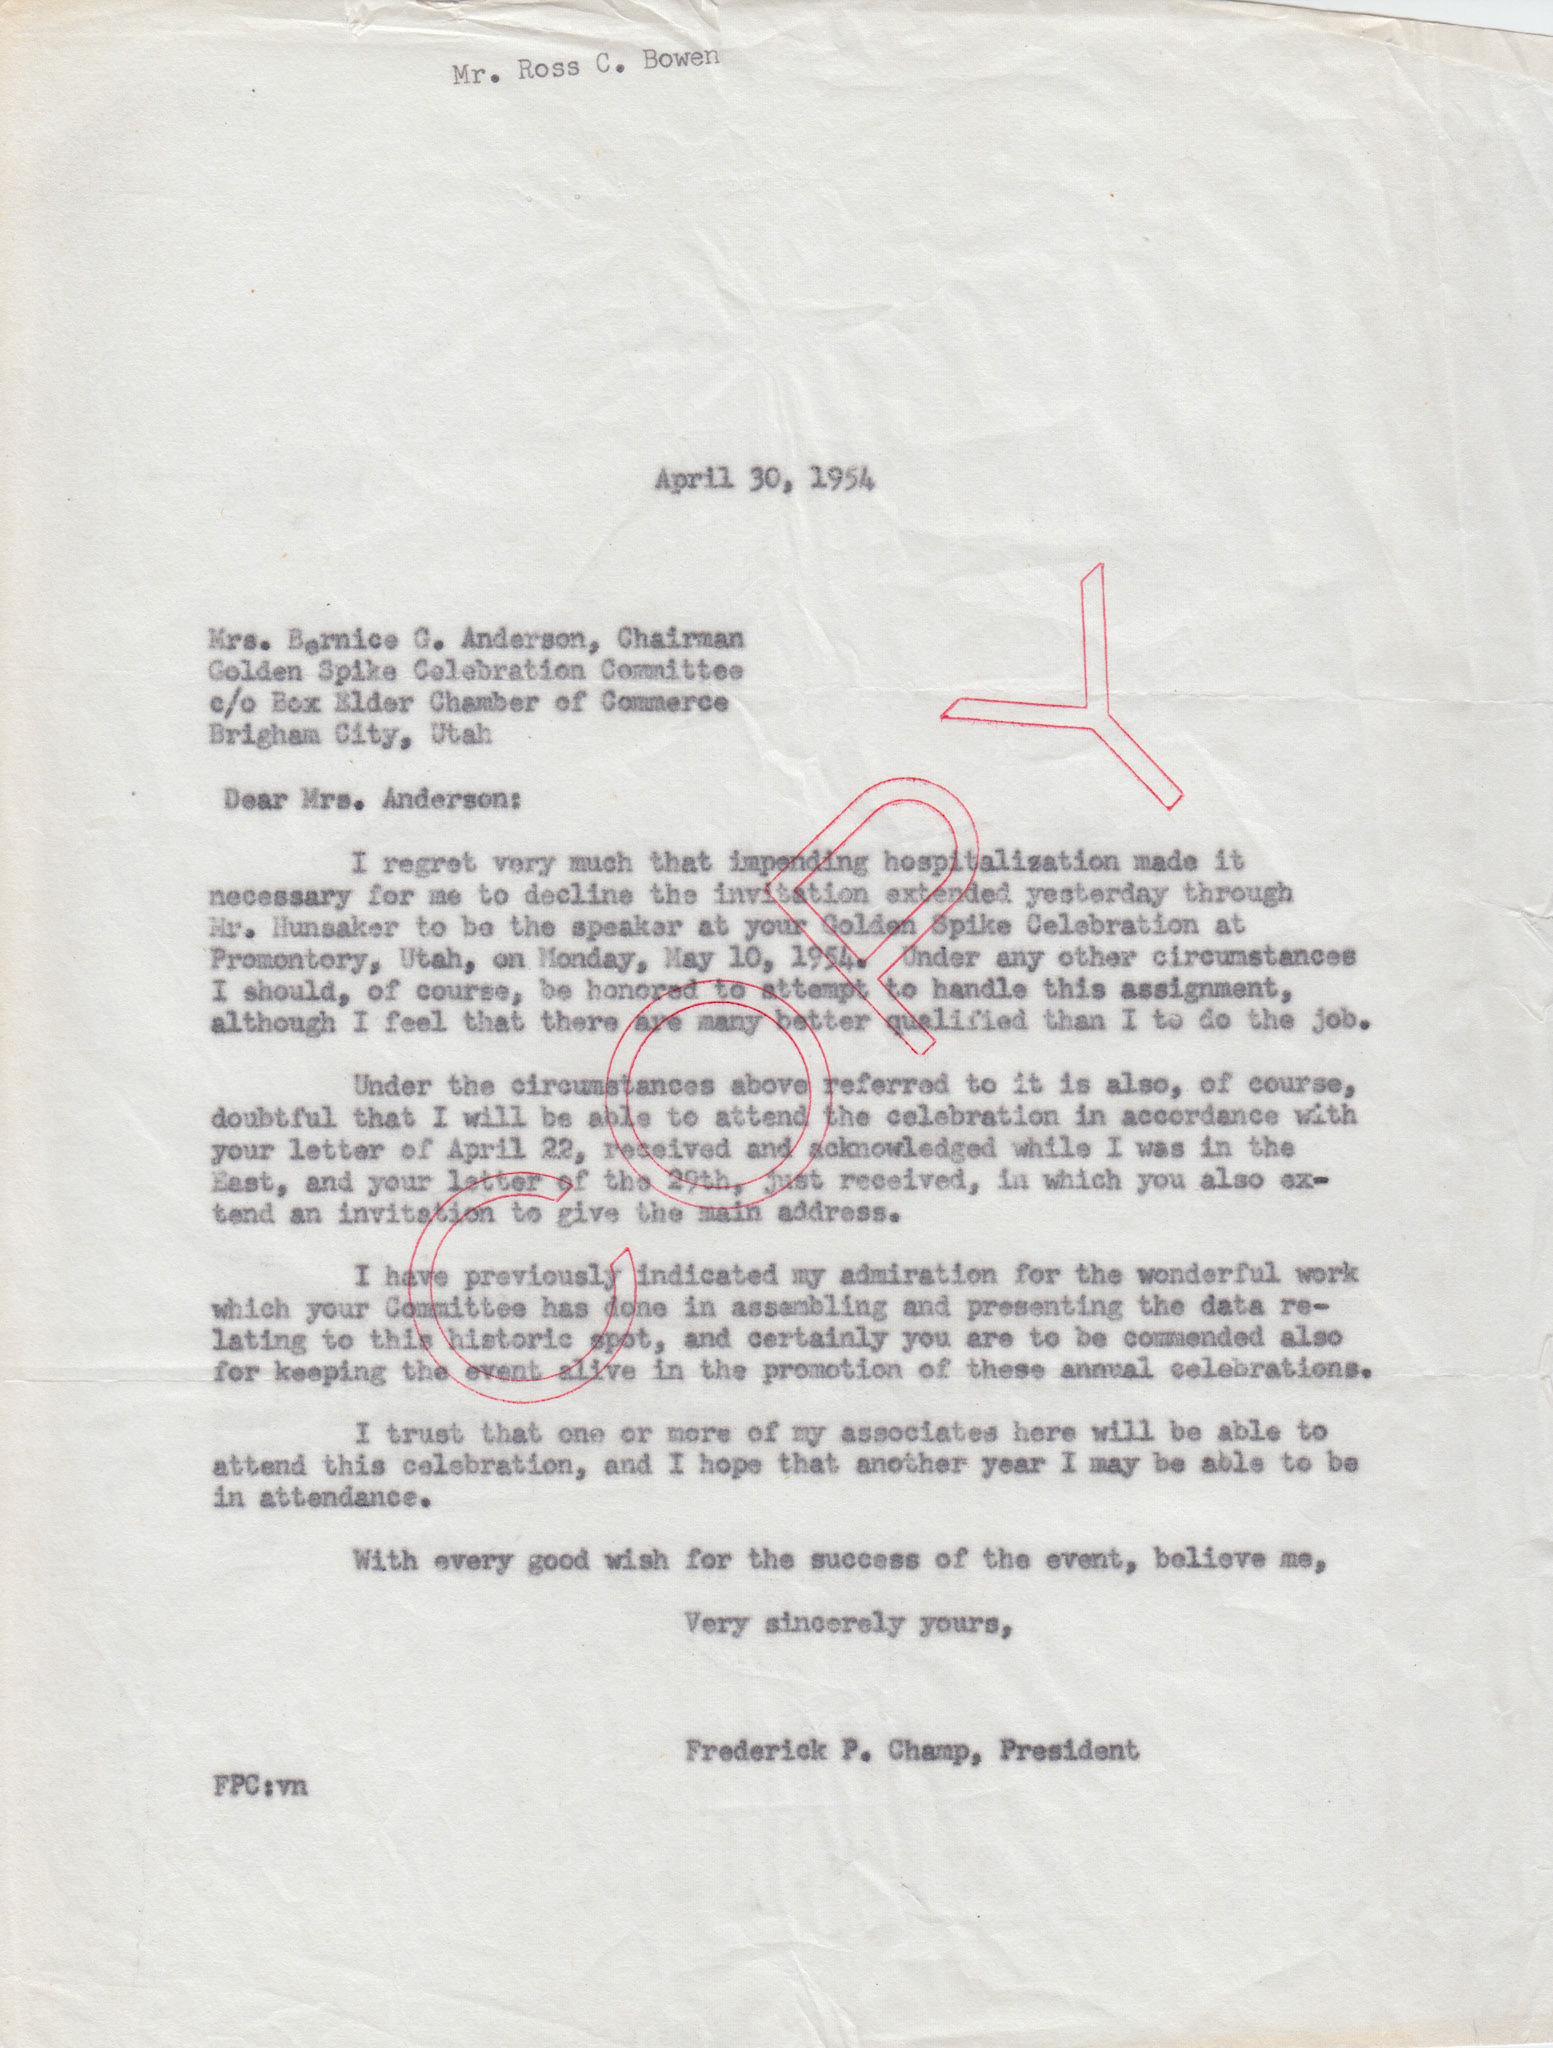 Mr. Ross C. Bowen
April 30, 1954
Mrs. Bernice G. Anderson, Chairman
Golden Spike Celebration Committee
c/o Box Elder Chamber of Commerce
Brigham City, Utah
Dear Mrs. Anderson:
I regret very much that impending hospitalization made it
necessary for me to decline the invitation extended yesterday through
Mr. Hunsaker to be the speaker at your Golden Spike Celebration at
Promontory, Utah, on Monday, May 10, 1954. Under any other circumstances
I should, of course, be honored to attempt to handle this assignment,
although I feel that there are many better qualified than I to do the job.
Under the circumstances above referred to it is also, of course,
doubtful that I will be able to attend the celebration in accordance with
your letter of April 22, received and acknowledged while I was in the
East, and your letter of the 29th, just received, in which you also ex-
tend an invitation to give the main address.
I have previously indicated my admiration for the wonderful work
which your Committee has done in assembling and presenting the data re-
lating to this historic spot, and certainly you are to be commended also
for keeping the event alive in the promotion of these annual celebrations.
I trust that one or more of my associates here will be able to
attend this celebration, and I hope that another year I may be able to be
in attendance.
With every good wish for the success of the event, believe me,
Very sincerely yours,
Frederick P. Champ, President
FPC:vn
COPY